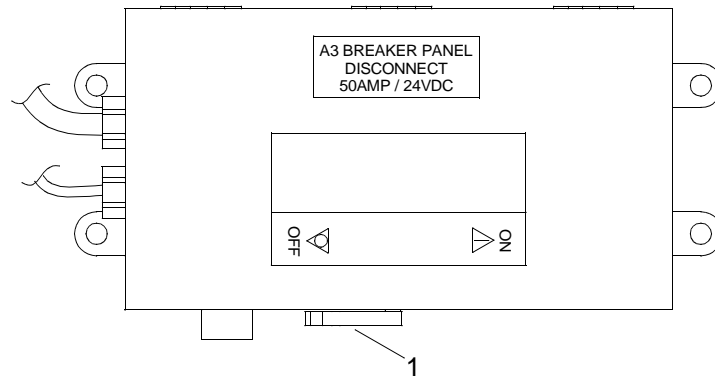 A3 BREAKER PANEL
DISCONNECT
50AMP / 24VDC
OFF
ON
1